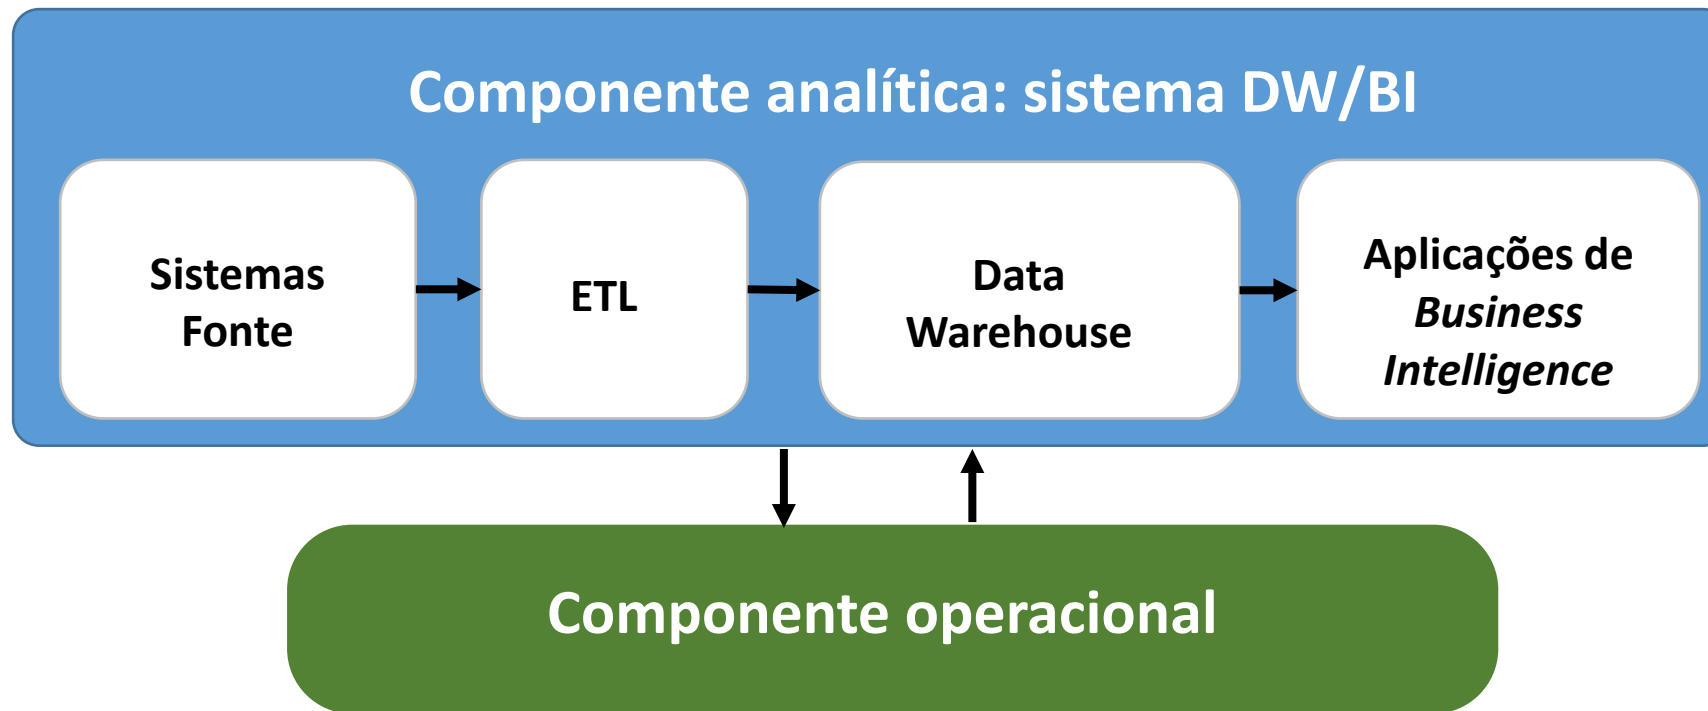 Componente analítica: sistema DW/BI
Sistemas
Fonte
ETL
Data
Warehouse
Aplicações de
Business
Intelligence
Componente operacional